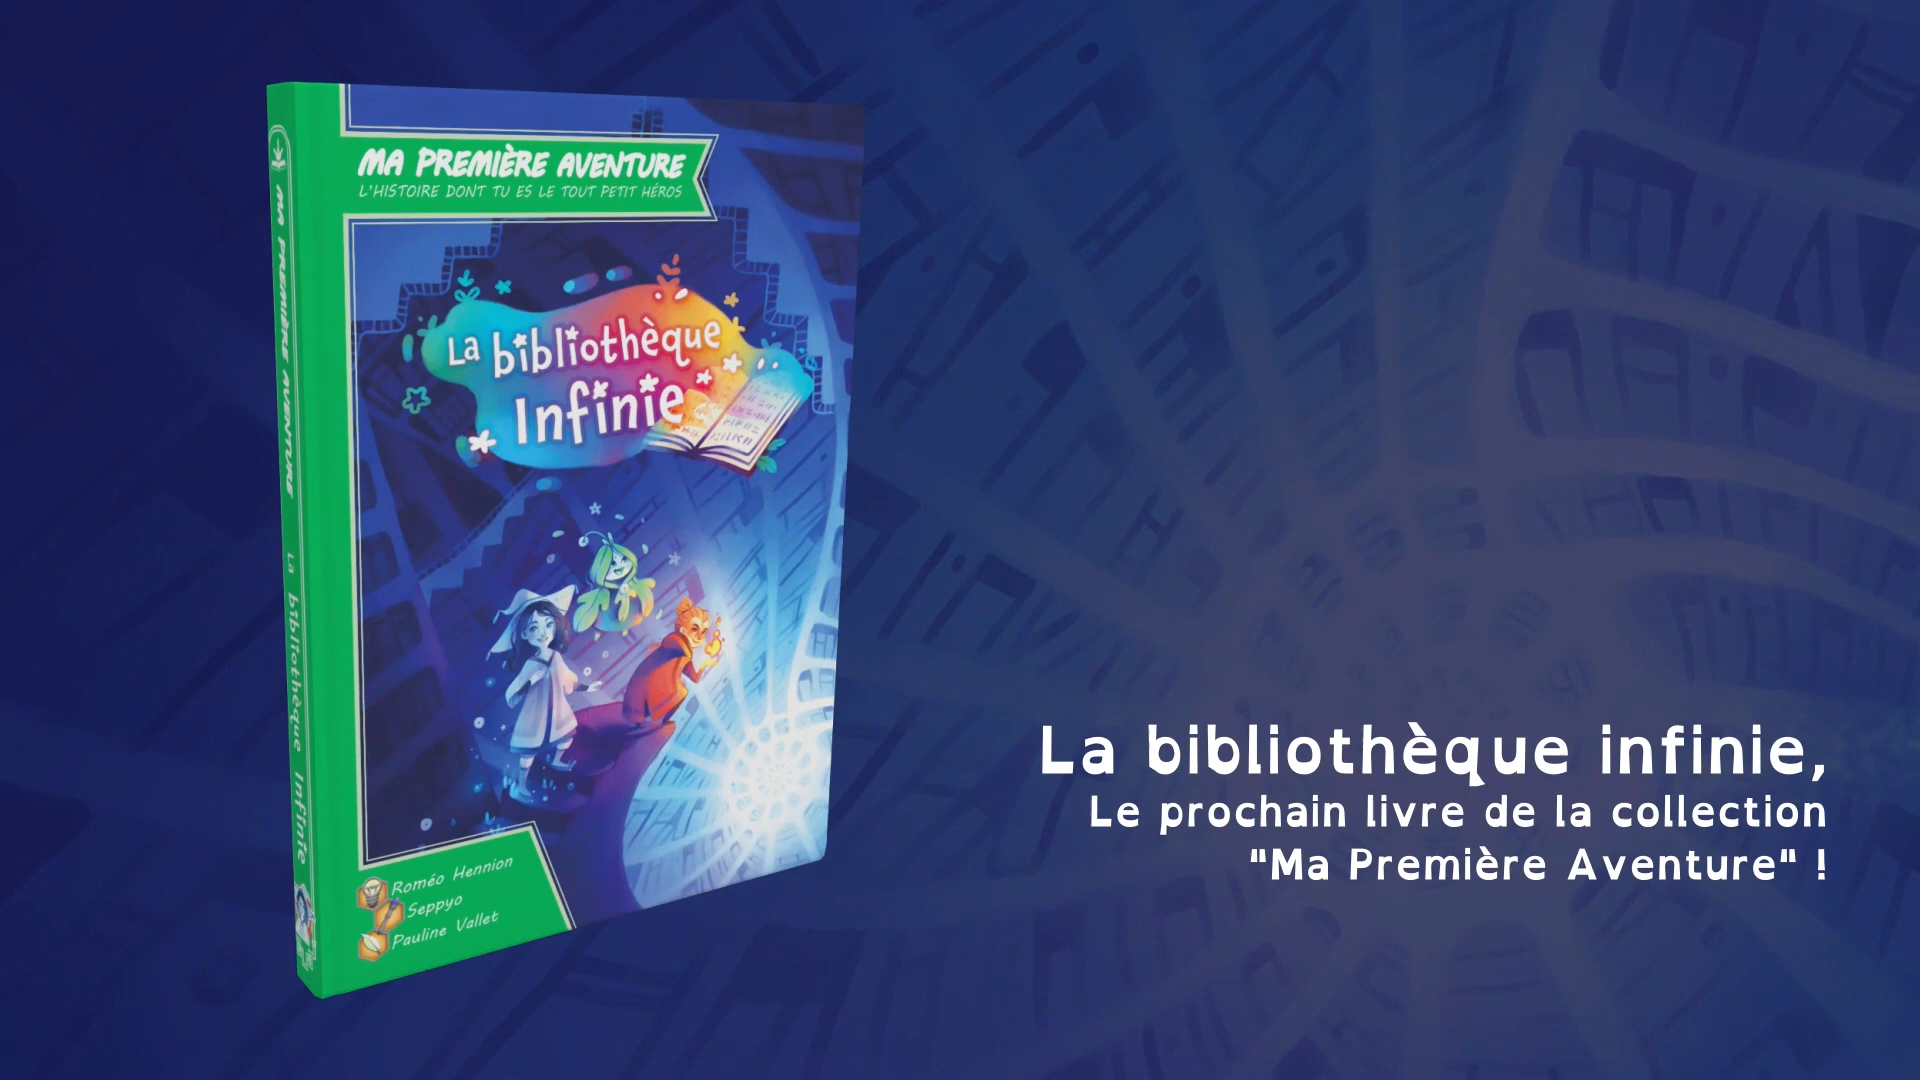 MA PREMIÈRE AVENTURE
L'HISTOIRE DONT TU ES LE TOUT PETIT HÉROS
La bibliothèque
Infinie
Roméo Hennion
Seppyo
Pauline Vallet
MA PREMIÈRE AVENTURE La bibliothèque Infinie
La bibliothèque infinie,
Le prochain livre de la collection
"Ma Première Aventure" !